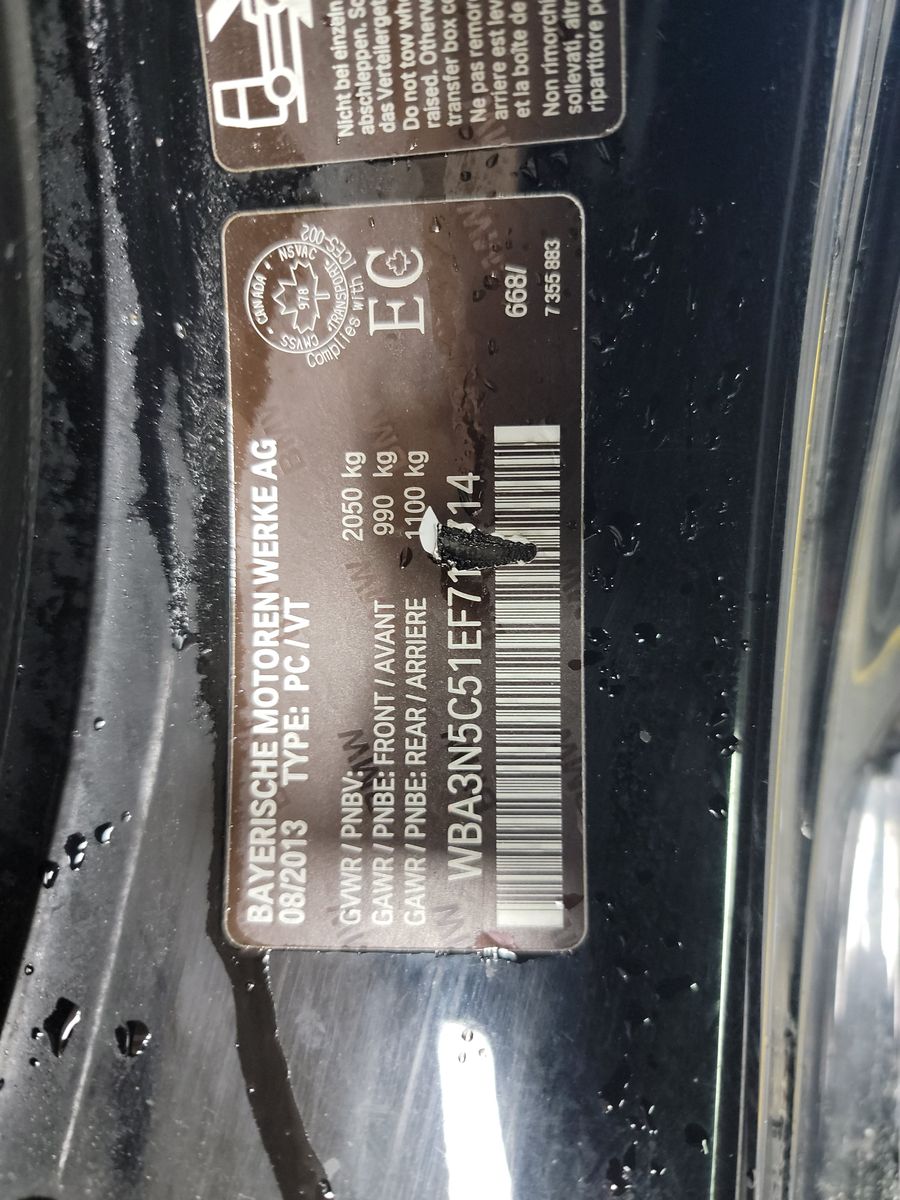 Nicht bei einzeln
abschleppen. So
das Verteilerget
Do not tow whe
raised. Otherw
transfer box co
Ne pas remor
arriere est lev
et la boîte de
Non rimorchi
sollevati, altr
ripartitore p
BAYERISCHE MOTOREN WERKE AG
08/2013 TYPE: PC /VT
GVWR / PNBV: 2050 kg
GAWR / PNBE: FRONT / AVANT 990 kg
GAWR / PNBE: REAR / ARRIERE 1100 kg
CANADA · NSVAC · TRANSPORT · CMVSS
978
Complies with ICES-002
EC
668/
7 355 883